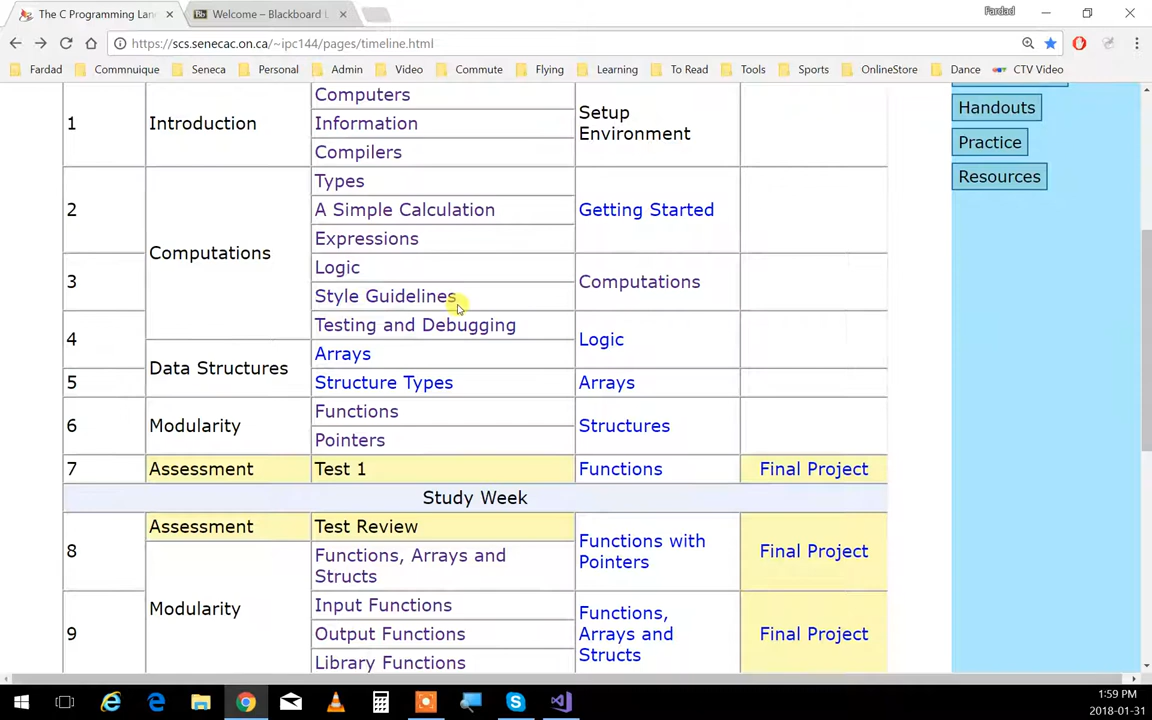 The C Programming Lan
Welcome – Blackboard L
Fardad
https://scs.senecac.on.ca/~ipc144/pages/timeline.html
Fardad
Commnuique
Seneca
Personal
Admin
Video
Commute
Flying
Learning
To Read
Tools
Sports
OnlineStore
Dance
CTV Video
1
Introduction
Computers
Information
Compilers
Setup
Environment
Handouts
Practice
Resources
2
Computations
Types
A Simple Calculation
Expressions
Getting Started
3
Logic
Style Guidelines
Computations
4
Testing and Debugging
Logic
Data Structures
Arrays
5
Structure Types
Arrays
6
Modularity
Functions
Pointers
Structures
7
Assessment
Test 1
Functions
Final Project
Study Week
8
Assessment
Test Review
Functions with
Pointers
Final Project
Modularity
Functions, Arrays and
Structs
9
Input Functions
Output Functions
Library Functions
Functions,
Arrays and
Structs
Final Project
1:59 PM
2018-01-31